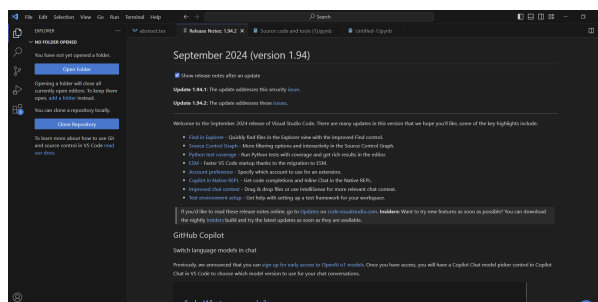 File Edit Selection View Go Run Terminal Help
Search
EXPLORER
abstract.tex
Release Notes: 1.94.2
Source code and tools (1).ipynb
Untitled-1.ipynb
NO FOLDER OPENED
You have not yet opened a folder.
Open Folder
Opening a folder will close all
currently open editors. To keep them
open, add a folder instead.
You can clone a repository locally.
Clone Repository
To learn more about how to use Git
and source control in VS Code read
our docs.
September 2024 (version 1.94)
Show release notes after an update
Update 1.94.1: The update addresses this security issue.
Update 1.94.2: The update addresses these issues.
Welcome to the September 2024 release of Visual Studio Code. There are many updates in this version that we hope you'll like, some of the key highlights include:
• Find in Explorer - Quickly find files in the Explorer view with the improved Find control.
• Source Control Graph - More filtering options and interactivity in the Source Control Graph.
• Python test coverage - Run Python tests with coverage and get rich results in the editor.
• ESM - Faster VS Code startup thanks to the migration to ESM.
• Account preference - Specify which account to use for an extension.
• Copilot in Native REPL - Get code completions and Inline Chat in the Native REPL.
• Improved chat context - Drag & drop files or use IntelliSense for more relevant chat context.
• Test environment setup - Get help with setting up a test framework for your workspace.
If you'd like to read these release notes online, go to Updates on code.visualstudio.com. Insiders: Want to try new features as soon as possible? You can download
the nightly Insiders build and try the latest updates as soon as they are available.
GitHub Copilot
Switch language models in chat
Previously, we announced that you can sign up for early access to OpenAI o1 models. Once you have access, you will have a Copilot Chat model picker control in Copilot
Chat in VS Code to choose which model version to use for your chat conversations.